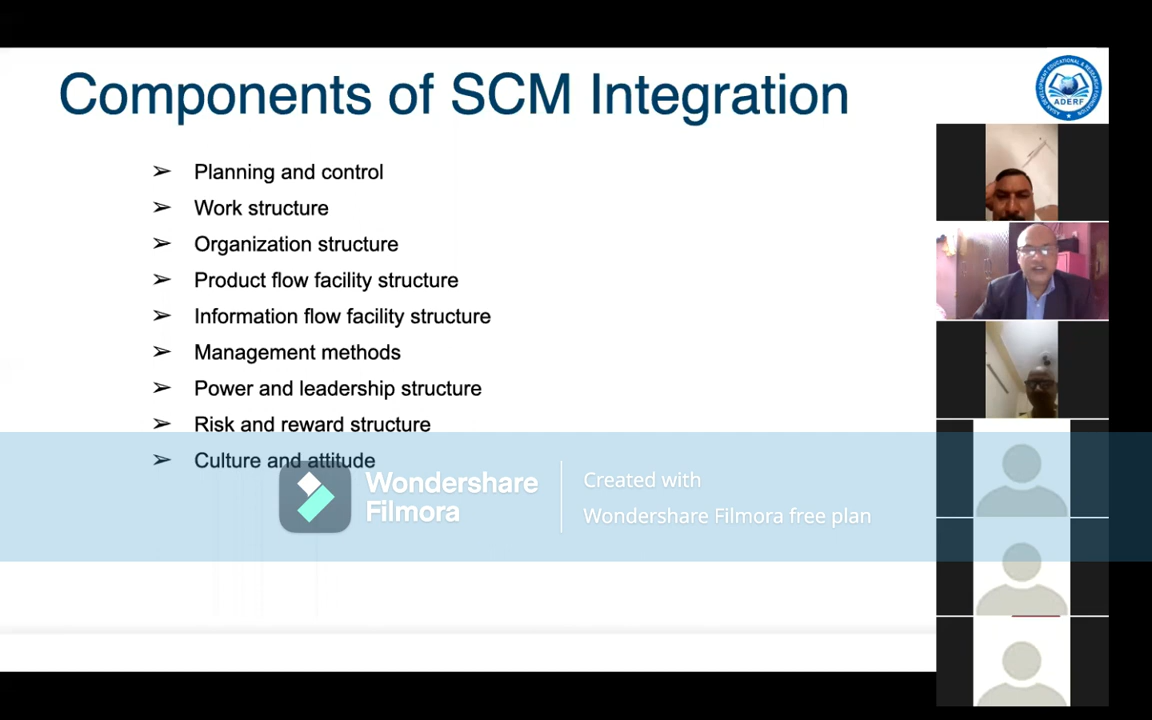 Components of SCM Integration
ADERF
➢ Planning and control
➢ Work structure
➢ Organization structure
➢ Product flow facility structure
➢ Information flow facility structure
➢ Management methods
➢ Power and leadership structure
➢ Risk and reward structure
➢ Culture and attitude
Wondershare
Filmora
Created with
Wondershare Filmora free plan